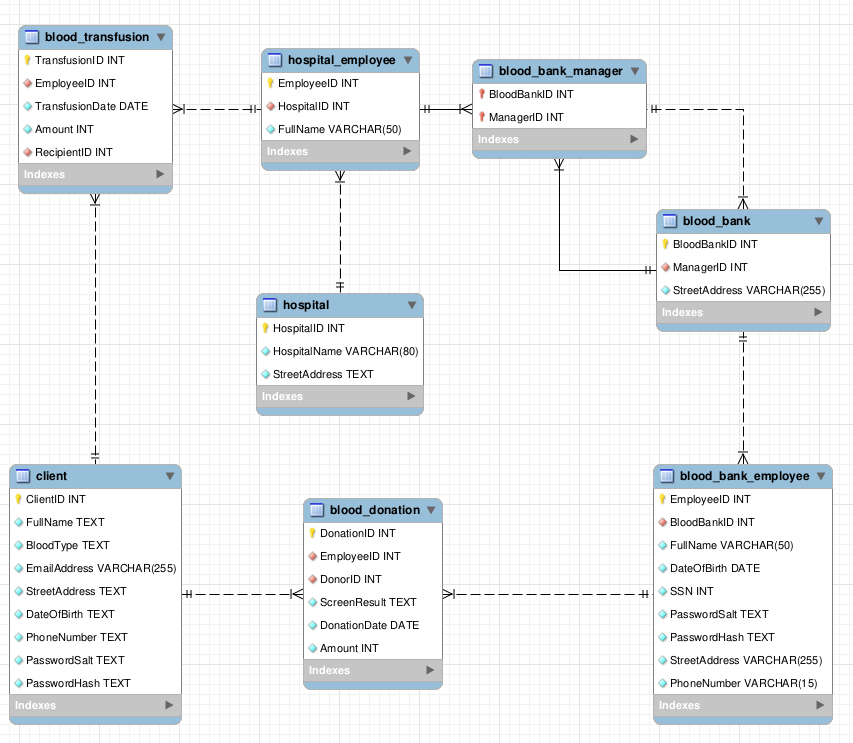 blood_transfusion
TransfusionID INT
EmployeeID INT
TransfusionDate DATE
Amount INT
RecipientID INT
Indexes
hospital_employee
EmployeeID INT
HospitalID INT
FullName VARCHAR(50)
Indexes
blood_bank_manager
BloodBankID INT
ManagerID INT
Indexes
blood_bank
BloodBankID INT
ManagerID INT
StreetAddress VARCHAR(255)
Indexes
hospital
HospitalID INT
HospitalName VARCHAR(80)
StreetAddress TEXT
Indexes
client
ClientID INT
FullName TEXT
BloodType TEXT
EmailAddress VARCHAR(255)
StreetAddress TEXT
DateOfBirth TEXT
PhoneNumber TEXT
PasswordSalt TEXT
PasswordHash TEXT
Indexes
blood_donation
DonationID INT
EmployeeID INT
DonorID INT
ScreenResult TEXT
DonationDate DATE
Amount INT
Indexes
blood_bank_employee
EmployeeID INT
BloodBankID INT
FullName VARCHAR(50)
DateOfBirth DATE
SSN INT
PasswordSalt TEXT
PasswordHash TEXT
StreetAddress VARCHAR(255)
PhoneNumber VARCHAR(15)
Indexes